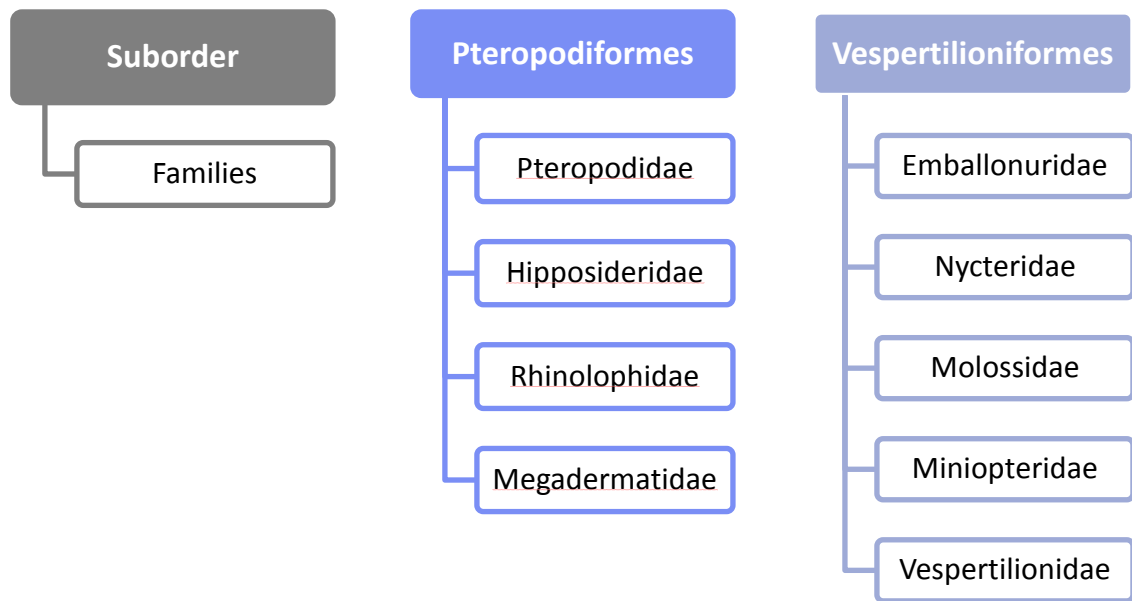 Suborder
Families
Pteropodiformes
Pteropodidae
Hipposideridae
Rhinolophidae
Megadermatidae
Vespertilioniformes
Emballonuridae
Nycteridae
Molossidae
Miniopteridae
Vespertilionidae